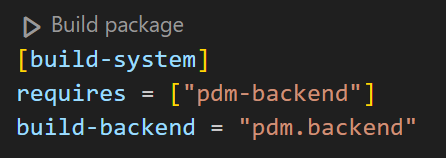 Build package
[build-system]
requires = ["pdm-backend"]
build-backend = "pdm.backend"